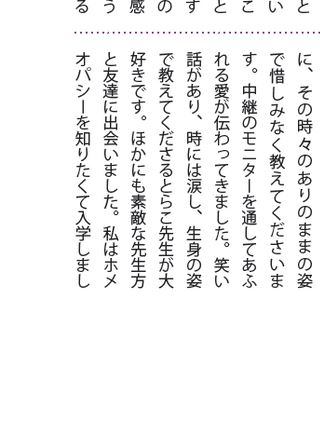 と
い
こ
と
す
の
感
う
る
に、その時々のありのままの姿
で惜しみなく教えてくださいま
す。中継のモニターを通してあふ
れる愛が伝わってきました。笑い
話があり、時には涙し、生身の姿
で教えてくださるとらこ先生が大
好きです。ほかにも素敵な先生方
と友達に出会いました。私はホメ
オパシーを知りたくて入学しまし